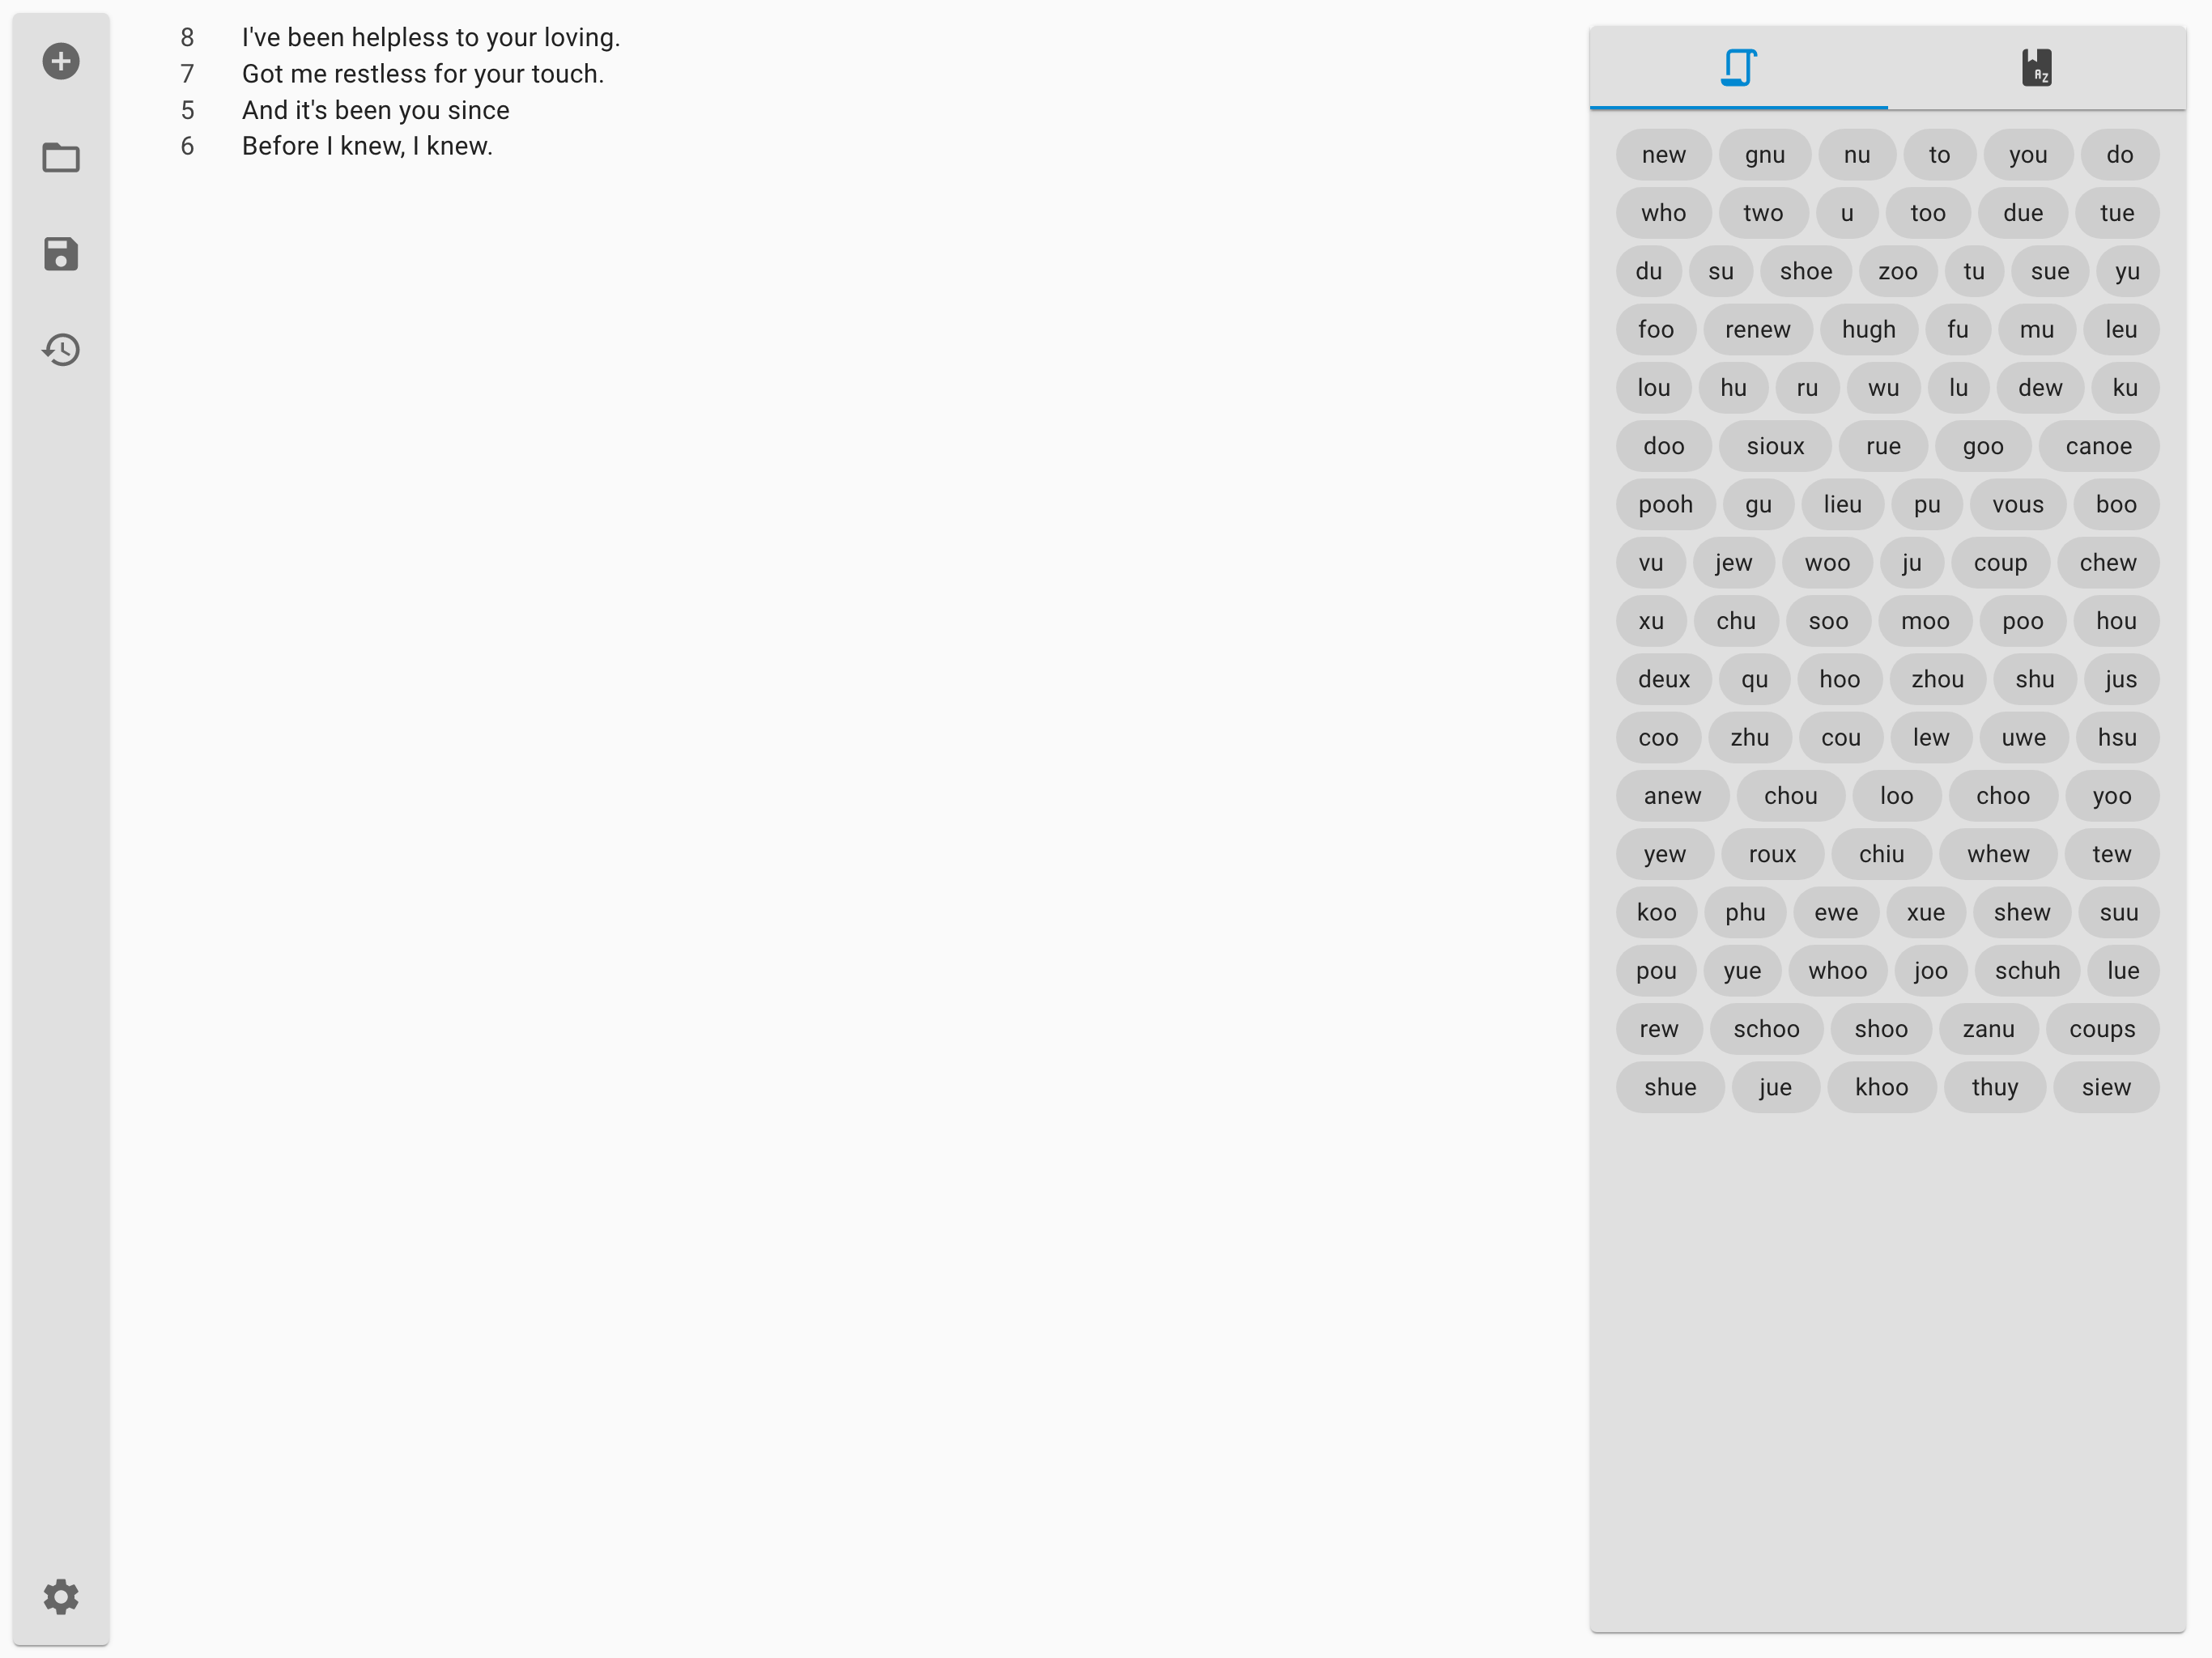 8 I've been helpless to your loving.
7 Got me restless for your touch.
5 And it's been you since
6 Before I knew, I knew.
A Z
new gnu nu to you do
who two u too due tue
du su shoe zoo tu sue yu
foo renew hugh fu mu leu
lou hu ru wu lu dew ku
doo sioux rue goo canoe
pooh gu lieu pu vous boo
vu jew woo ju coup chew
xu chu soo moo poo hou
deux qu hoo zhou shu jus
coo zhu cou lew uwe hsu
anew chou loo choo yoo
yew roux chiu whew tew
koo phu ewe xue shew suu
pou yue whoo joo schuh lue
rew schoo shoo zanu coups
shue jue khoo thuy siew